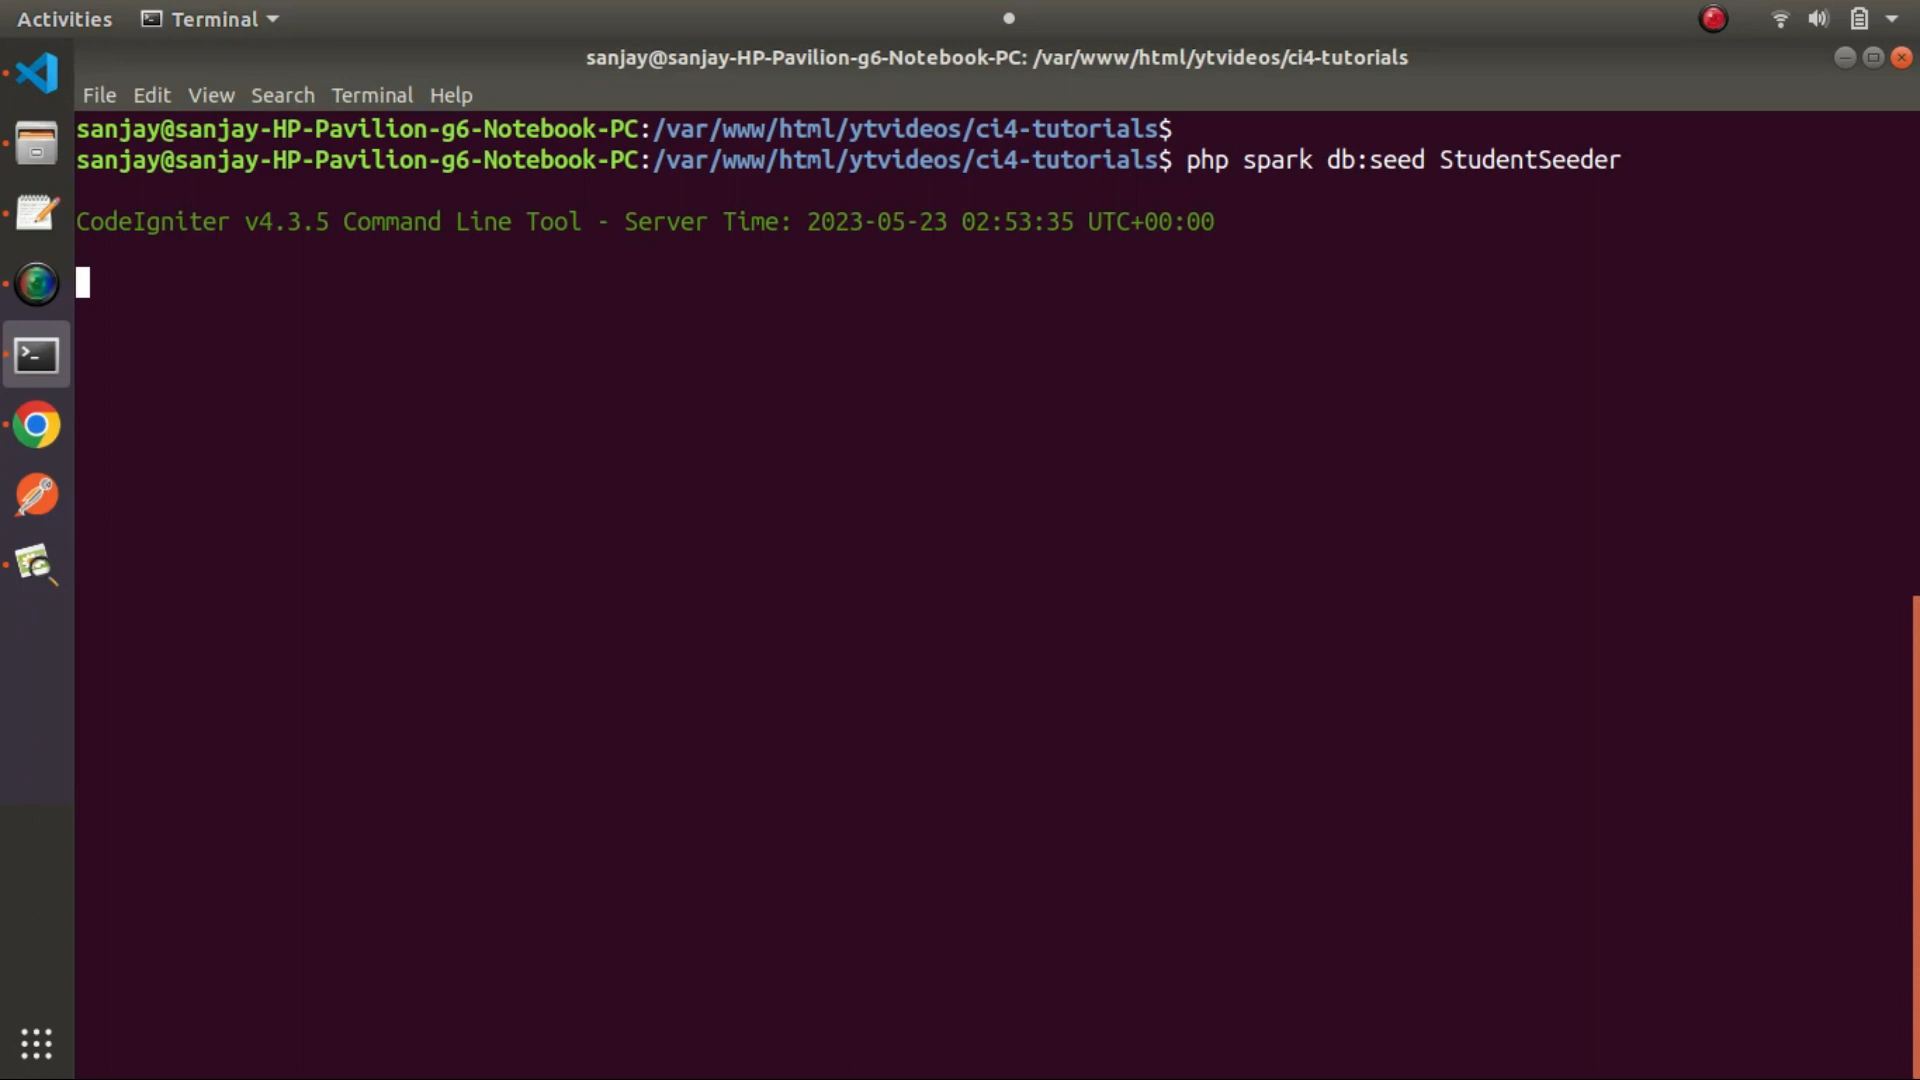 Activities Terminal
sanjay@sanjay-HP-Pavilion-g6-Notebook-PC: /var/www/html/ytvideos/ci4-tutorials
File Edit View Search Terminal Help
sanjay@sanjay-HP-Pavilion-g6-Notebook-PC:/var/www/html/ytvideos/ci4-tutorials$
sanjay@sanjay-HP-Pavilion-g6-Notebook-PC:/var/www/html/ytvideos/ci4-tutorials$ php spark db:seed StudentSeeder
CodeIgniter v4.3.5 Command Line Tool - Server Time: 2023-05-23 02:53:35 UTC+00:00